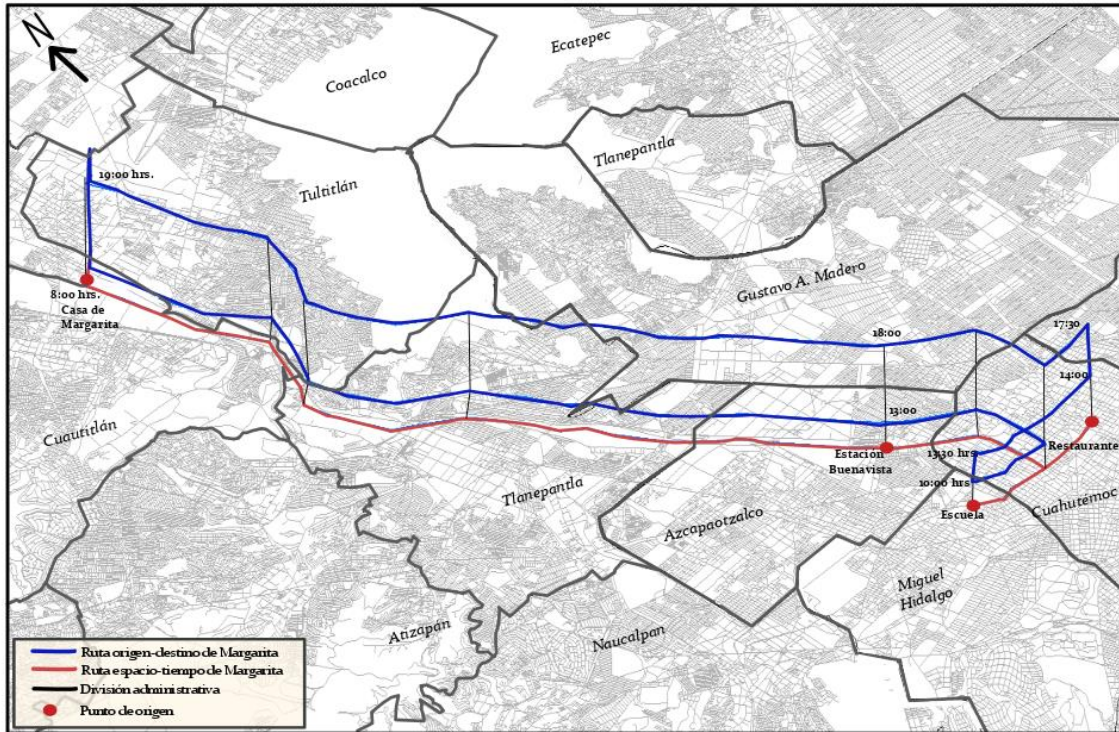 N
Ecatepec
Coacalco
Tlanepantla
19:00 hrs.
Tultitlán
Gustavo A. Madero
8:00 hrs.
Casa de
Margarita
18:00
17:30
14:00
13:00
Cuautitlán
Restaurante
Estación
Buenavista
13:30 hrs
10:00 hrs
Tlanepantla
Escuela
Cuahutémoc
Azcapaotzalco
Miguel
Hidalgo
Atizapán
Naucalpan
Ruta origen-destino de Margarita
Ruta espacio-tiempo de Margarita
División administrativa
Punto de origen